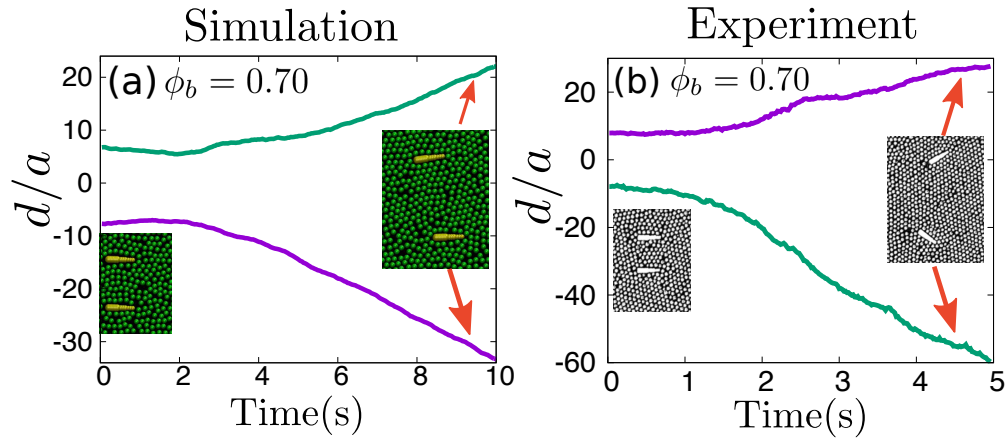 Simulation
Experiment
(a) ϕ_b = 0.70
20
10
0
-10
-20
-30
d/a
0 2 4 6 8 10
Time(s)
(b) ϕ_b = 0.70
20
0
-20
-40
-60
d/a
0 1 2 3 4 5
Time(s)